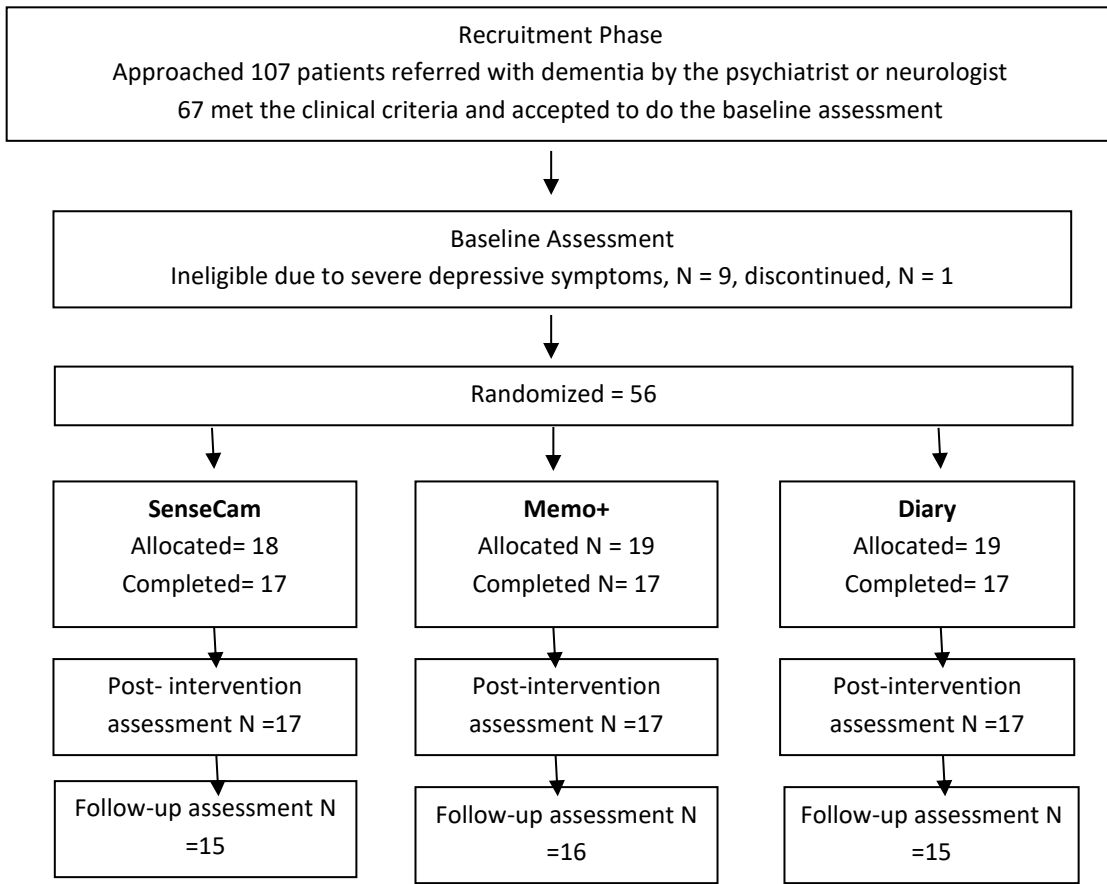 Recruitment Phase
Approached 107 patients referred with dementia by the psychiatrist or neurologist
67 met the clinical criteria and accepted to do the baseline assessment
Baseline Assessment
Ineligible due to severe depressive symptoms, N = 9, discontinued, N = 1
Randomized = 56
SenseCam
Allocated= 18
Completed= 17
Memo+
Allocated N = 19
Completed N= 17
Diary
Allocated= 19
Completed= 17
Post- intervention
assessment N =17
Post-intervention
assessment N =17
Post-intervention
assessment N =17
Follow-up assessment N
=15
Follow-up assessment N
=16
Follow-up assessment N
=15